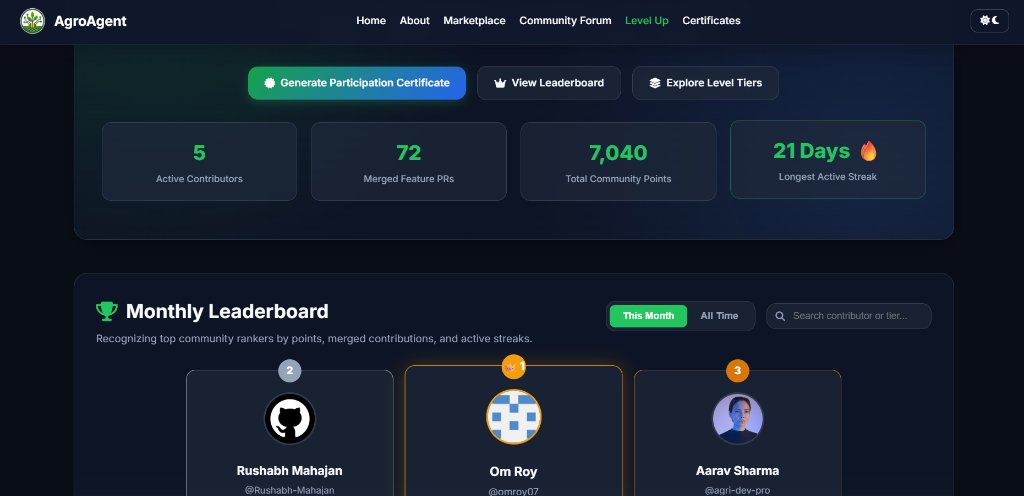 AgroAgent
Home About Marketplace Community Forum Level Up Certificates
Generate Participation Certificate View Leaderboard Explore Level Tiers
5 72 7,040 21 Days
Active Contributors Merged Feature PRs Total Community Points Longest Active Streak
Monthly Leaderboard
This Month All Time Search contributor or tier...
Recognizing top community rankers by points, merged contributions, and active streaks.
2 1 3
Rushabh Mahajan Om Roy Aarav Sharma
@Rushabh-Mahajan @omroy07 @agri-dev-pro